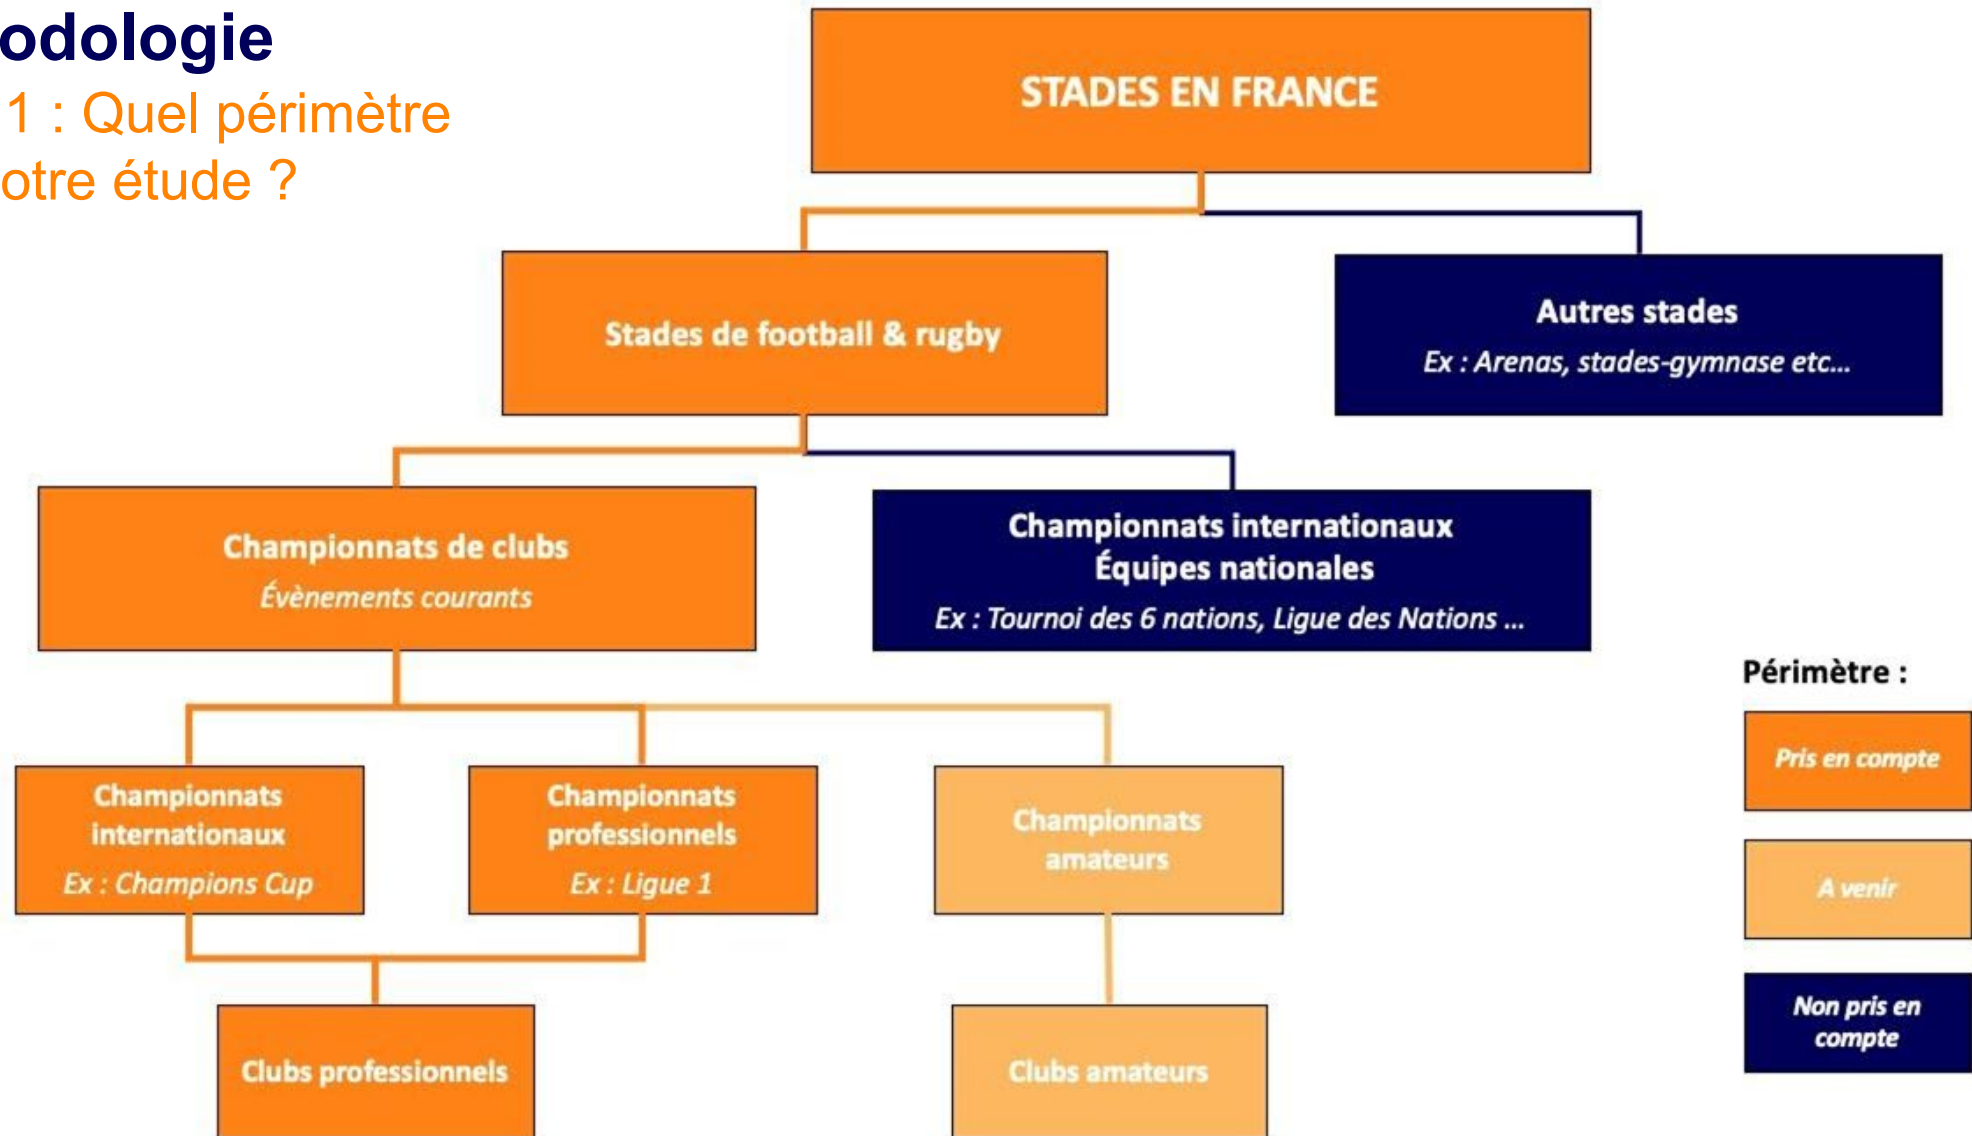 odologie
1 : Quel périmètre
otre étude ?
STADES EN FRANCE
Stades de football & rugby
Autres stades
Ex : Arenas, stades-gymnase etc...
Championnats de clubs
Évènements courants
Championnats internationaux
Équipes nationales
Ex : Tournoi des 6 nations, Ligue des Nations ...
Championnats
internationaux
Ex : Champions Cup
Championnats
professionnels
Ex : Ligue 1
Championnats
amateurs
Clubs professionnels
Clubs amateurs
Périmètre :
Pris en compte
A venir
Non pris en
compte